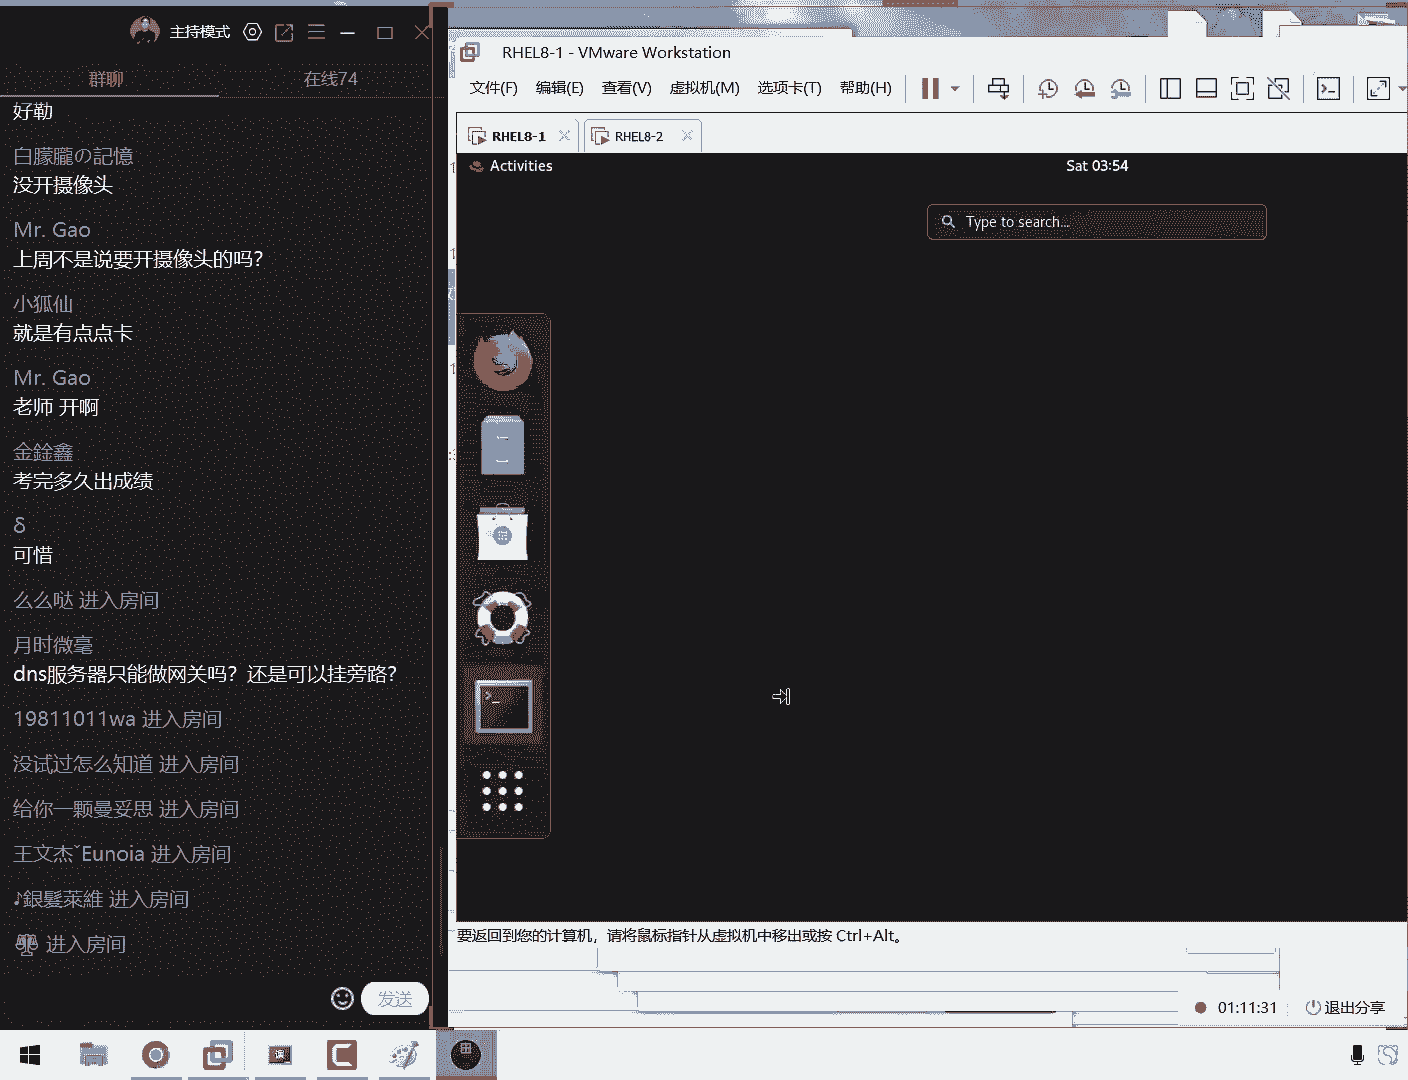 主持模式
群聊
在线74
好勒
白朦朧の記憶
没开摄像头
Mr. Gao
上周不是说要开摄像头的吗?
小狐仙
就是有点点卡
Mr. Gao
老师 开啊
金銓鑫
考完多久出成绩
δ
可惜
么么哒 进入房间
月时微毫
dns服务器只能做网关吗? 还是可以挂旁路?
19811011wa 进入房间
没试过怎么知道 进入房间
给你一颗曼妥思 进入房间
王文杰ˇEunoia 进入房间
♪銀髮萊維 进入房间
进入房间
发送
RHEL8-1 - VMware Workstation
文件(F) 编辑(E) 查看(V) 虚拟机(M) 选项卡(T) 帮助(H)
RHEL8-1
RHEL8-2
Activities
Sat 03:54
Type to search...
要返回到您的计算机，请将鼠标指针从虚拟机中移出或按 Ctrl+Alt。
01:11:31
退出分享